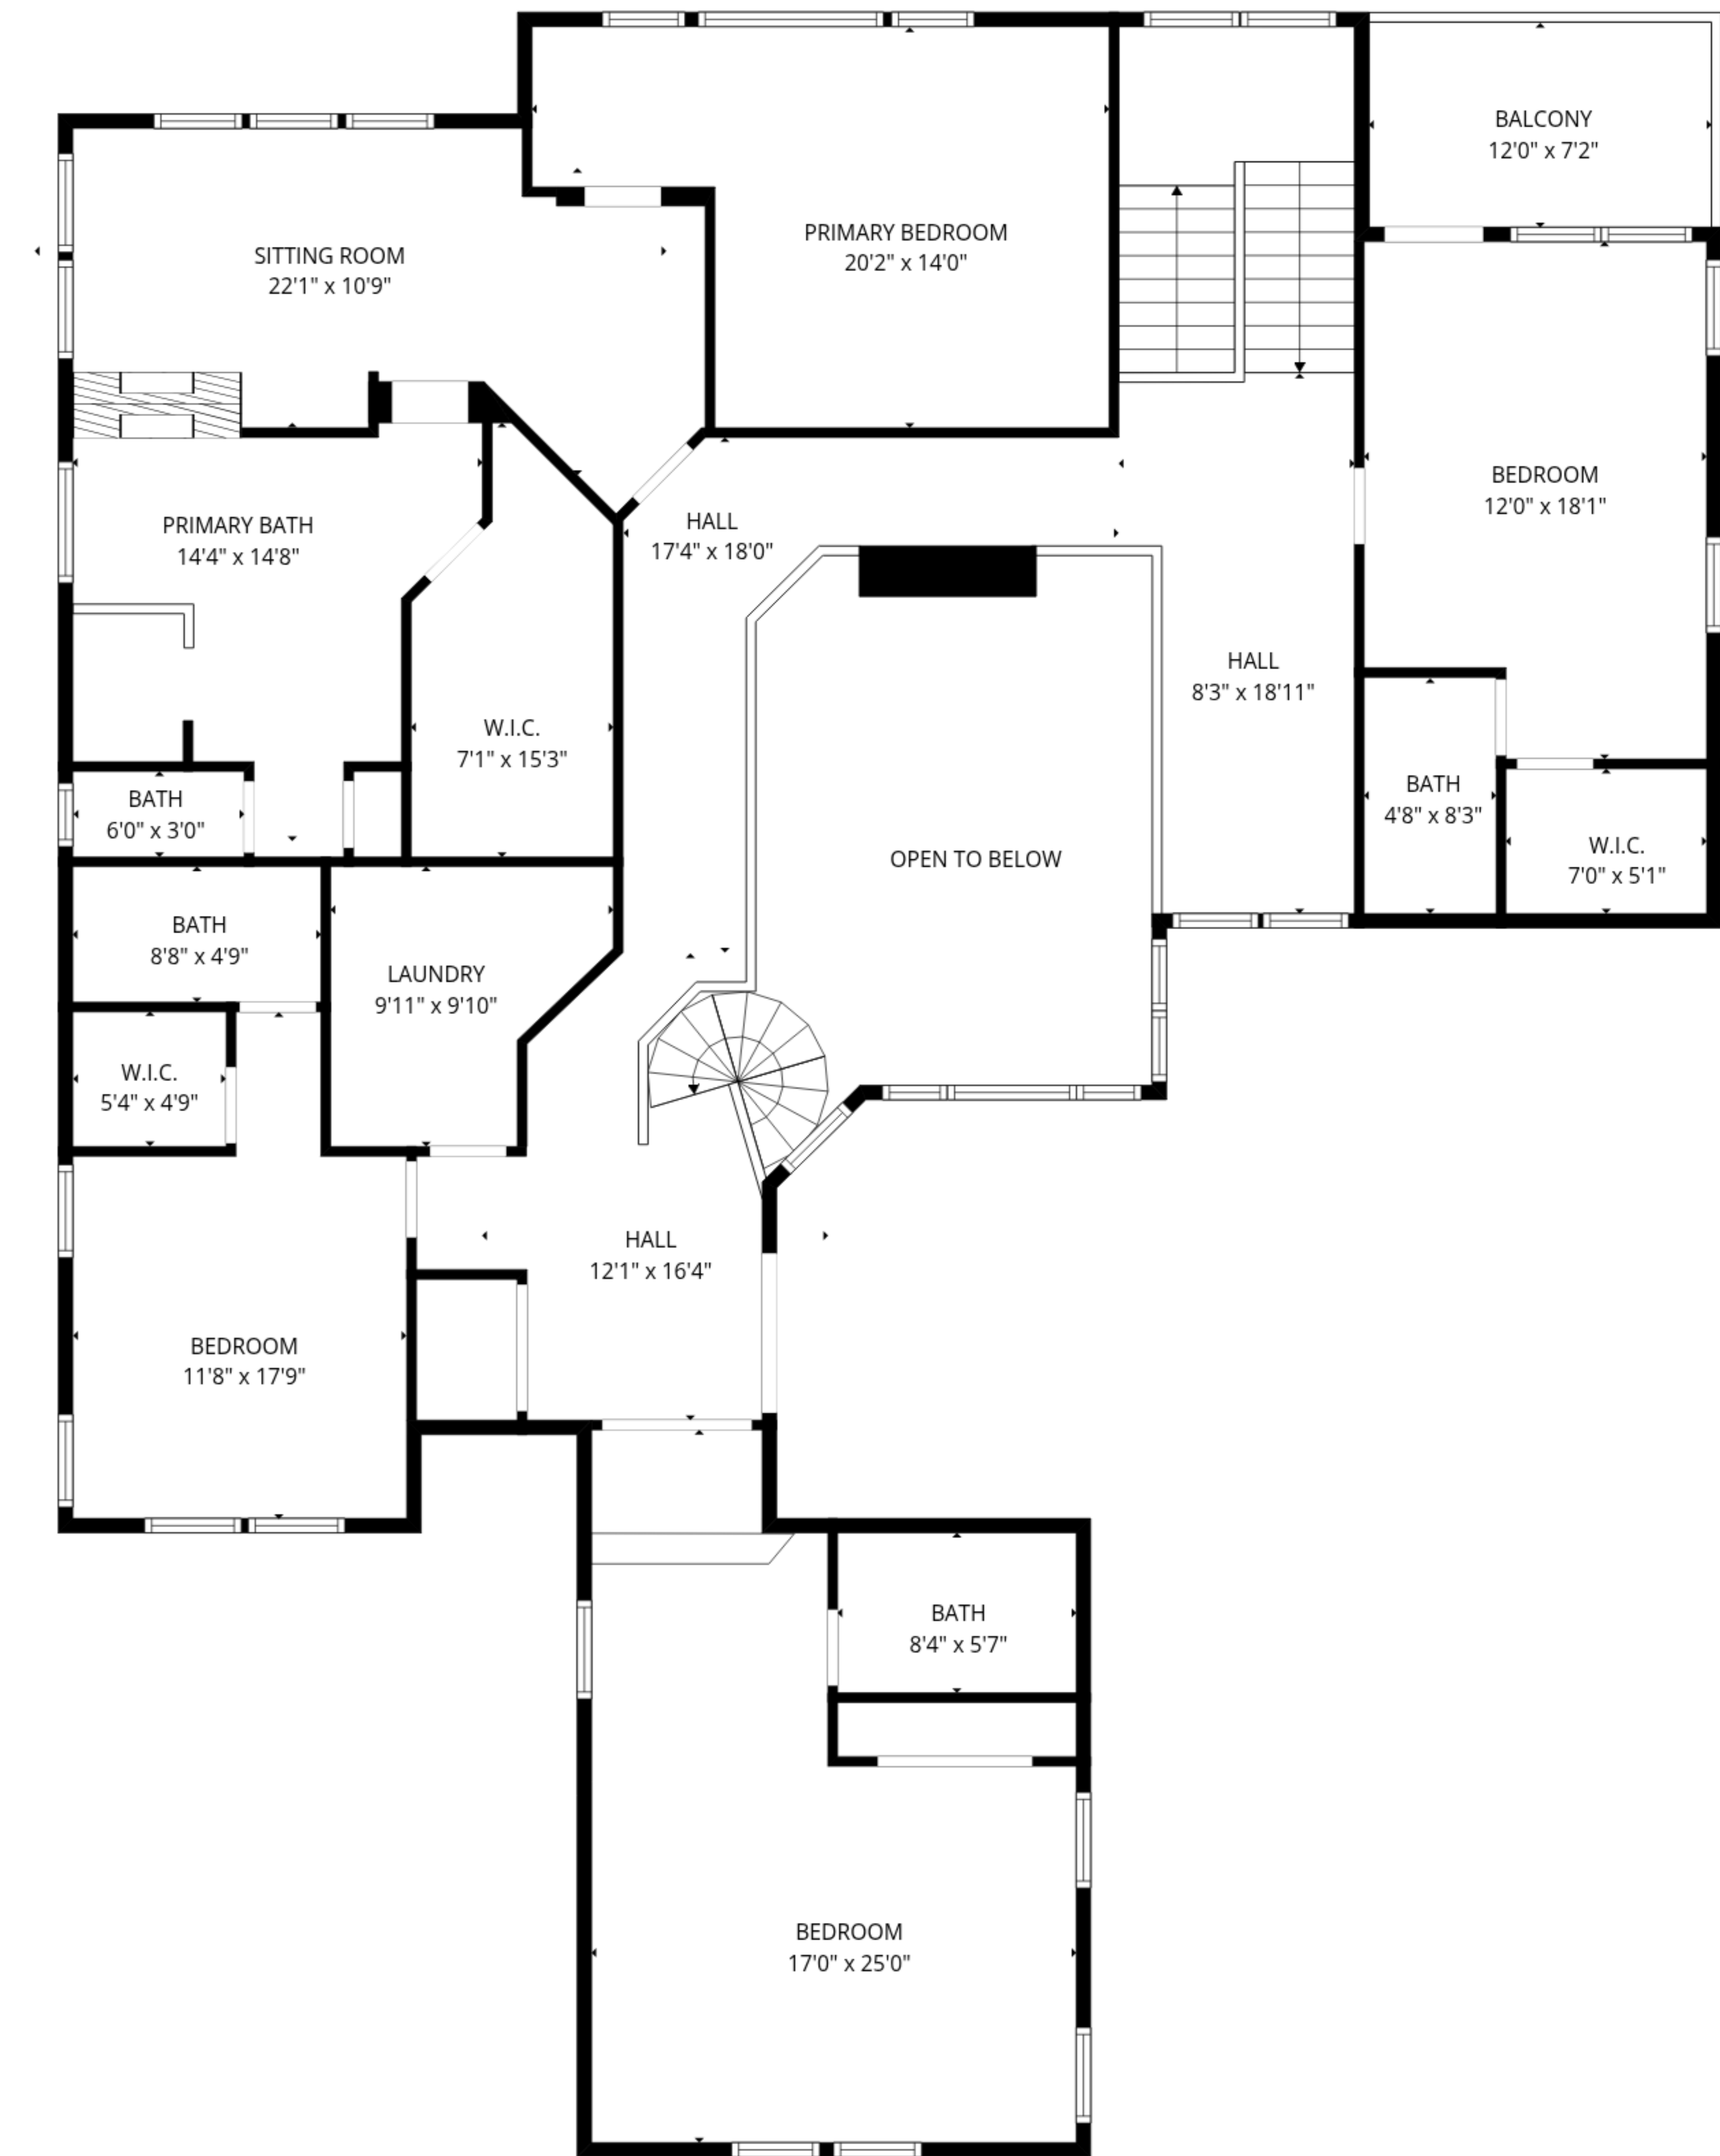 BALCONY
12'0" x 7'2"
PRIMARY BEDROOM
20'2" x 14'0"
SITTING ROOM
22'1" x 10'9"
BEDROOM
12'0" x 18'1"
HALL
17'4" x 18'0"
PRIMARY BATH
14'4" x 14'8"
HALL
8'3" x 18'11"
W.I.C.
7'1" x 15'3"
BATH
6'0" x 3'0"
BATH
4'8" x 8'3"
W.I.C.
7'0" x 5'1"
OPEN TO BELOW
BATH
8'8" x 4'9"
LAUNDRY
9'11" x 9'10"
W.I.C.
5'4" x 4'9"
HALL
12'1" x 16'4"
BEDROOM
11'8" x 17'9"
BATH
8'4" x 5'7"
BEDROOM
17'0" x 25'0"